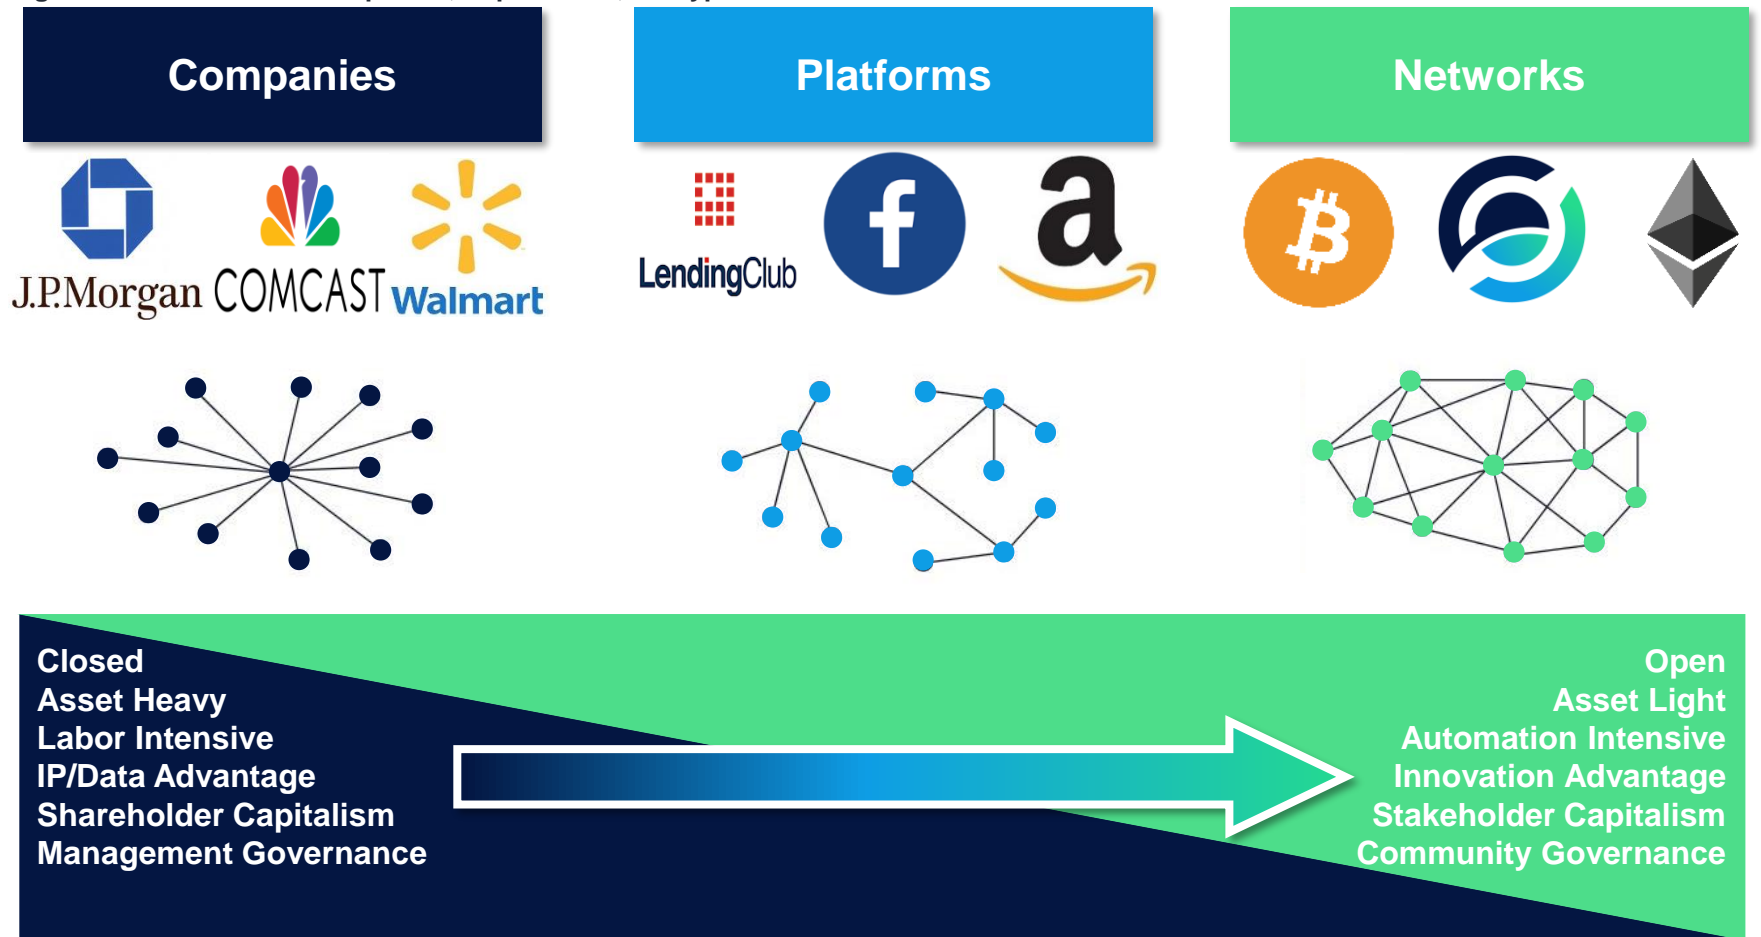 Companies
Platforms
Networks
J.P.Morgan
COMCAST
Walmart
LendingClub
f
a
Closed
Asset Heavy
Labor Intensive
IP/Data Advantage
Shareholder Capitalism
Management Governance
Open
Asset Light
Automation Intensive
Innovation Advantage
Stakeholder Capitalism
Community Governance